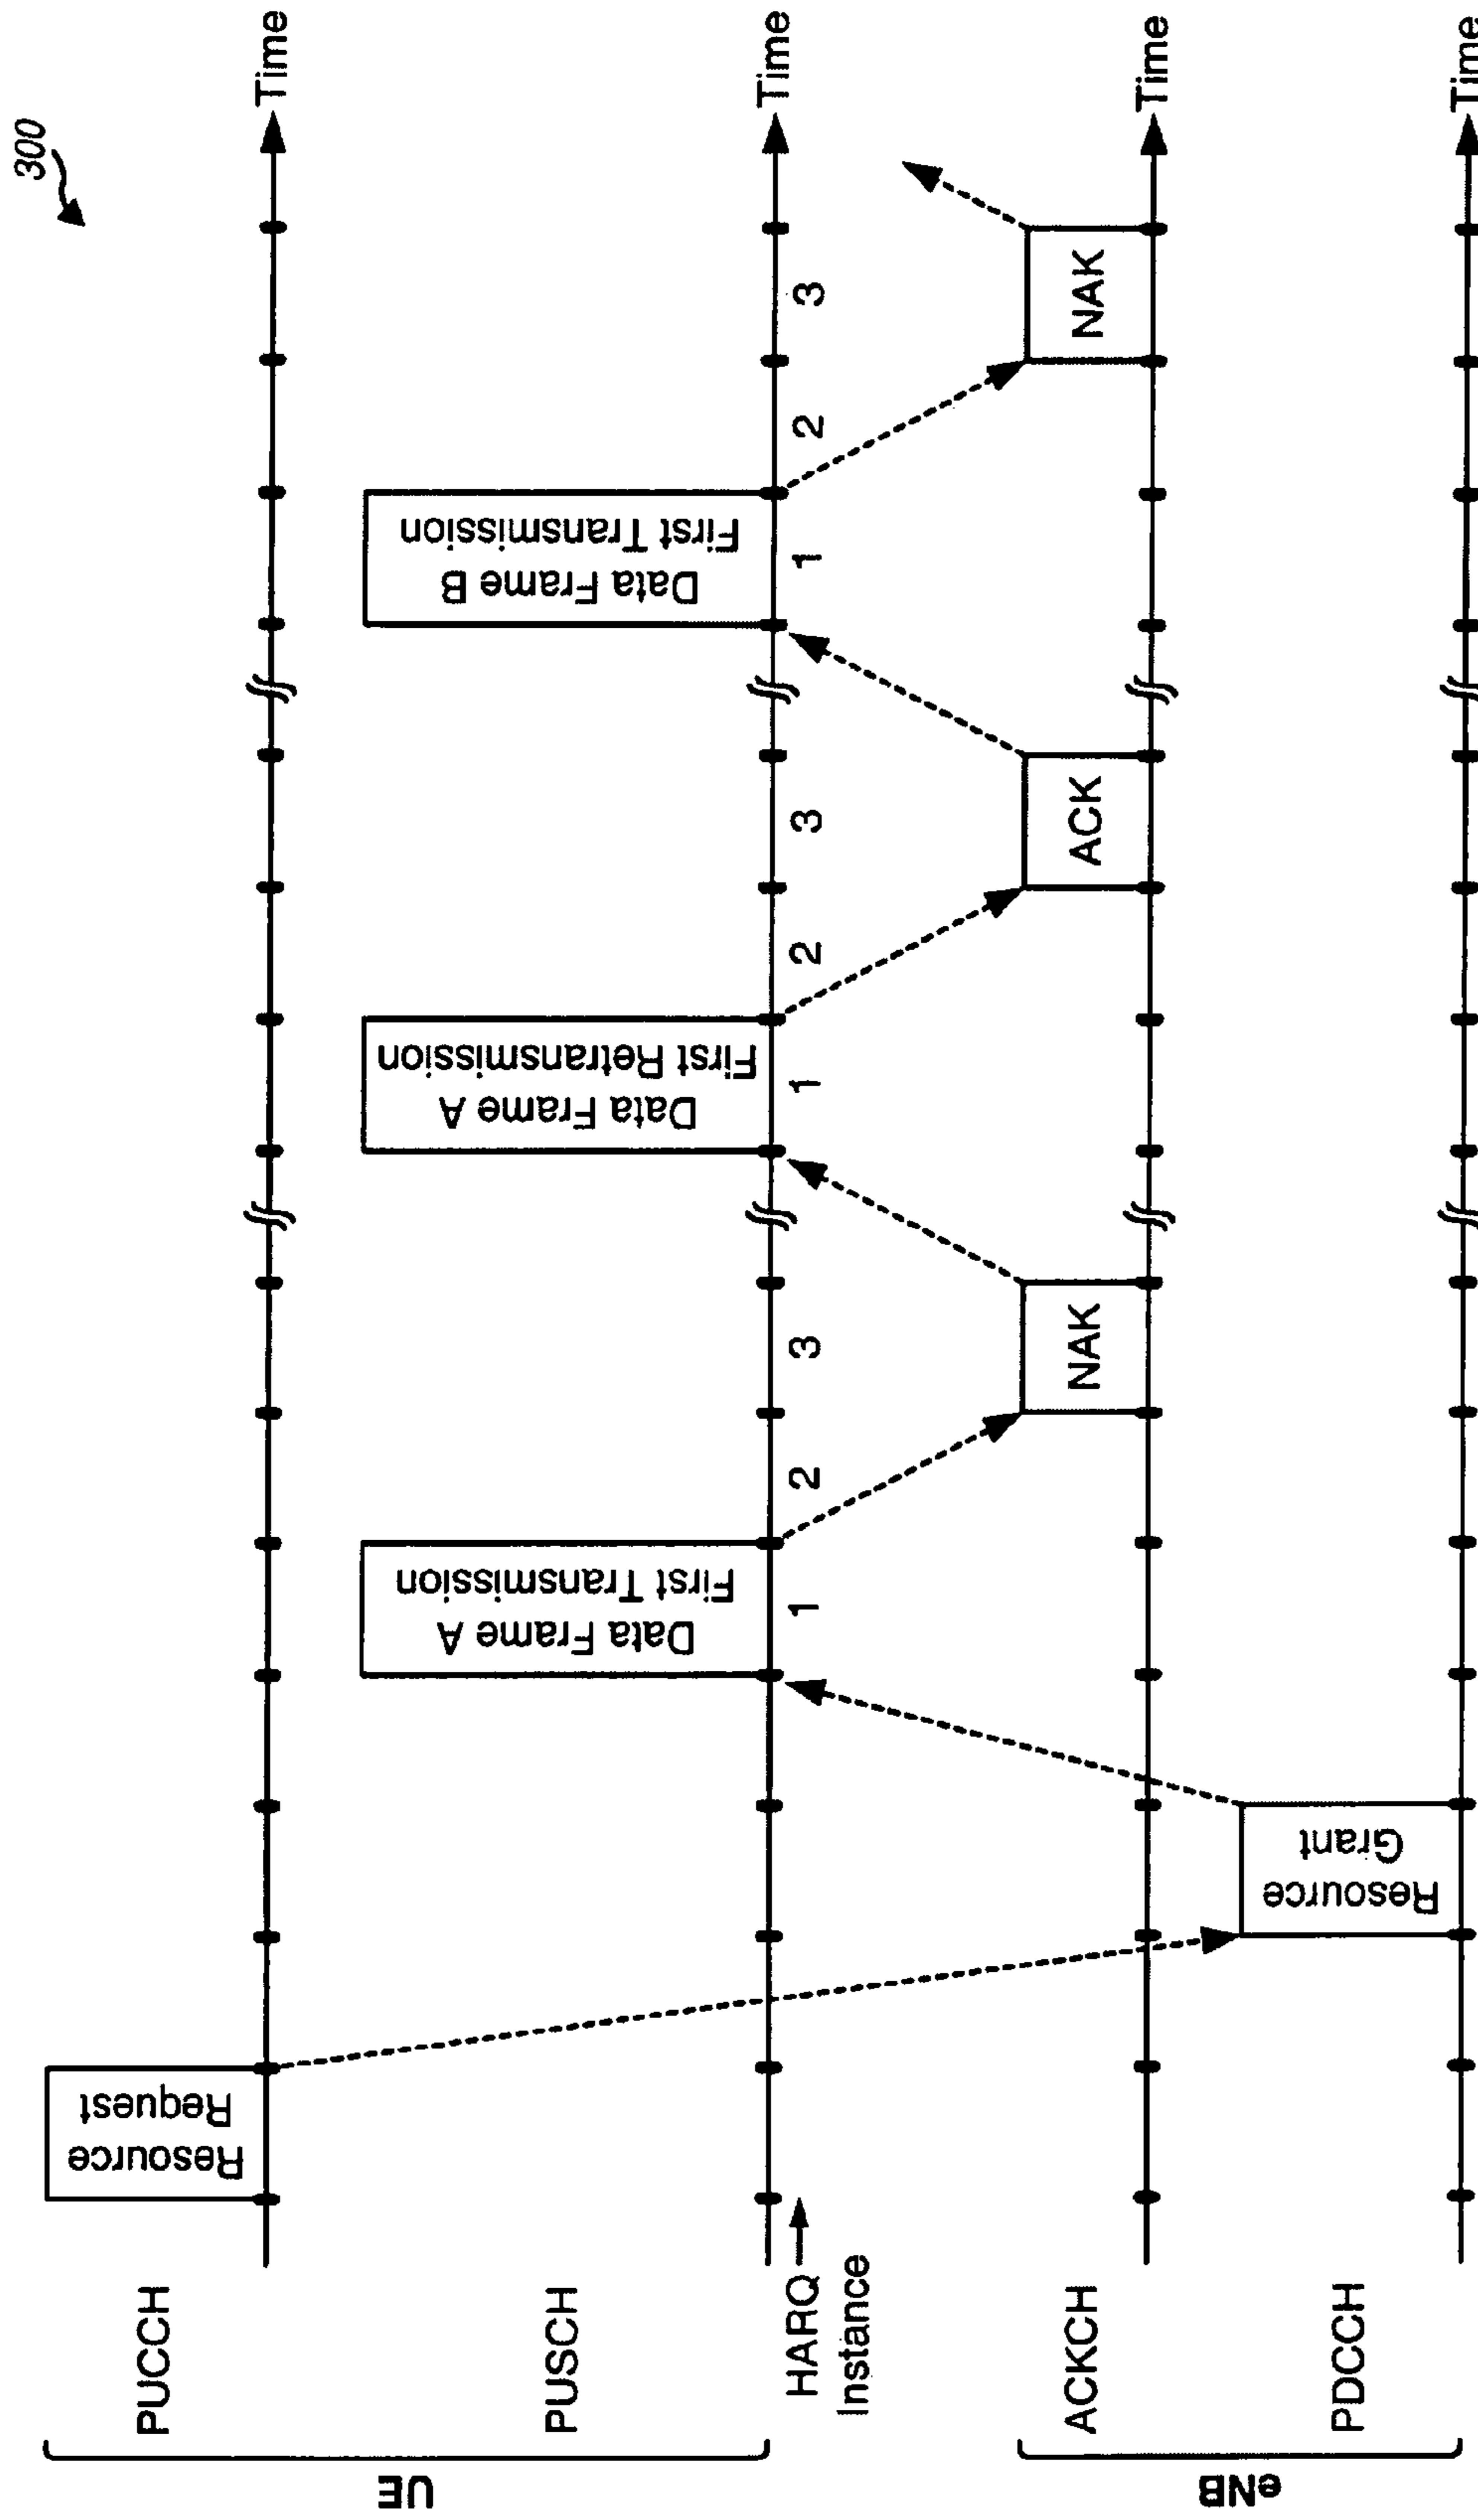 300
UE
PUCCH
Resource
Request
Time
PUSCH
Data Frame A
First Transmission
Data Frame A
First Retransmission
Data Frame B
First Transmission
Time
HARQ
Instance
1
2
3
1
2
3
1
2
3
eNB
ACKCH
NAK
ACK
NAK
Time
PDCCH
Resource
Grant
Time